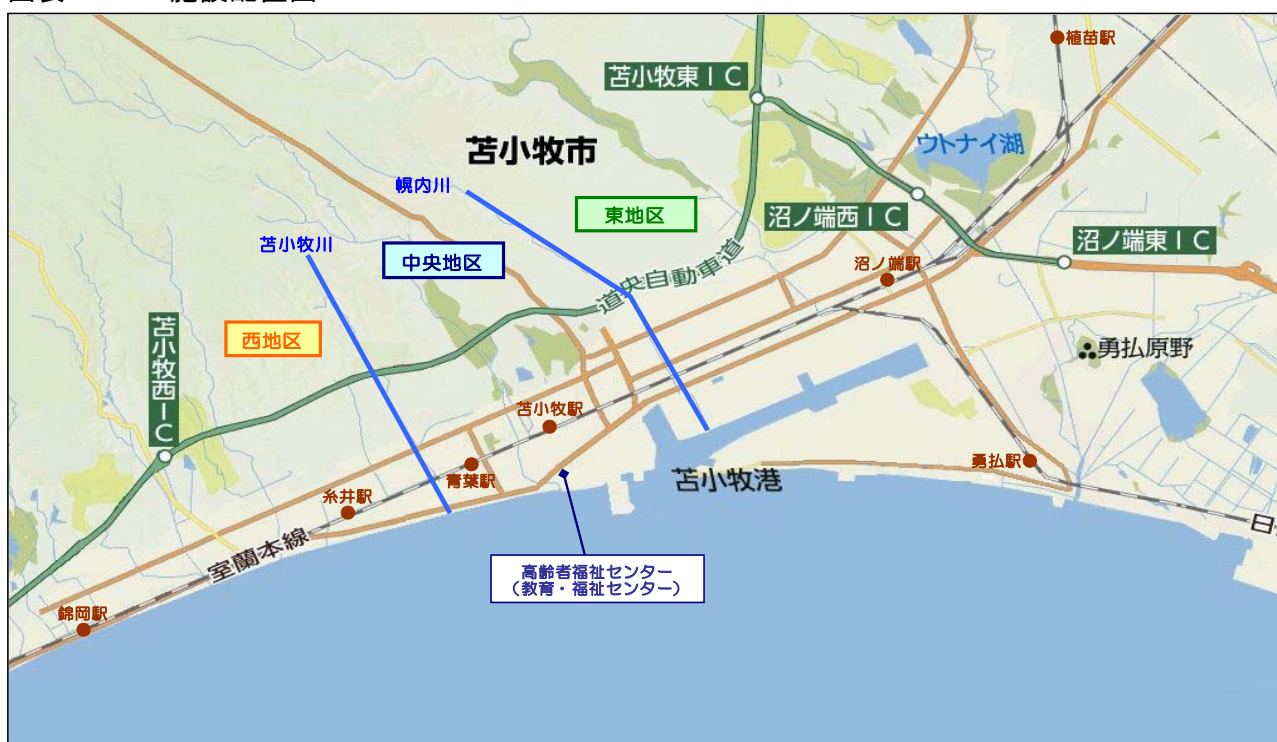 植苗駅
苫小牧東IC
苫小牧市
ウトナイ湖
幌内川
東地区
沼ノ端西IC
苫小牧川
中央地区
沼ノ端東IC
沼ノ端駅
道央自動車道
西地区
苫小牧西IC
勇払原野
苫小牧駅
青葉駅
苫小牧港
勇払駅
糸井駅
室蘭本線
高齢者福祉センター
(教育・福祉センター)
錦岡駅